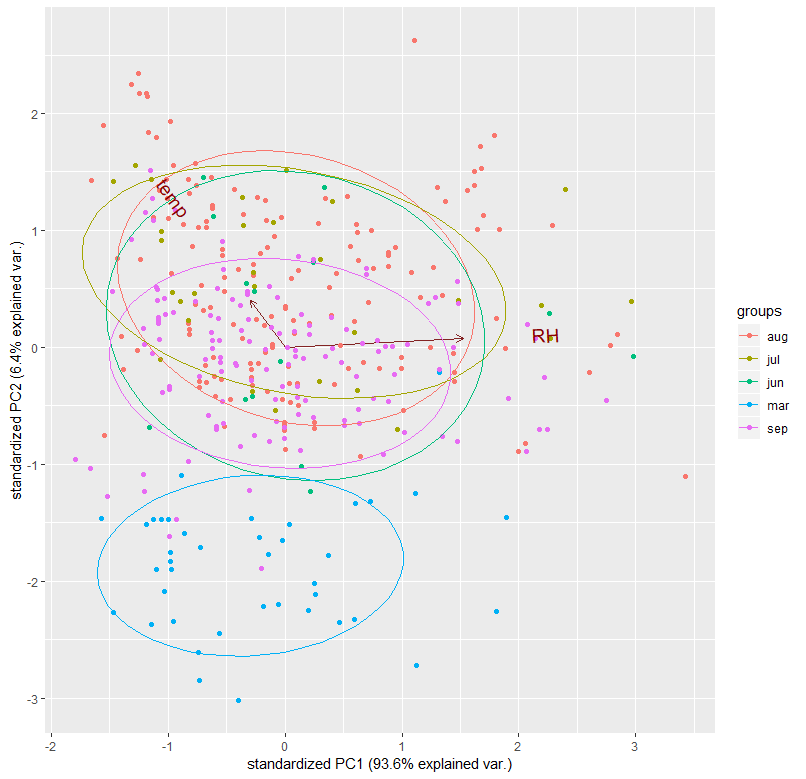 2
1
0
-1
-2
-3
standardized PC2 (6.4% explained var.)
temp
RH
-2
-1
0
1
2
3
standardized PC1 (93.6% explained var.)
groups
aug
jul
jun
mar
sep